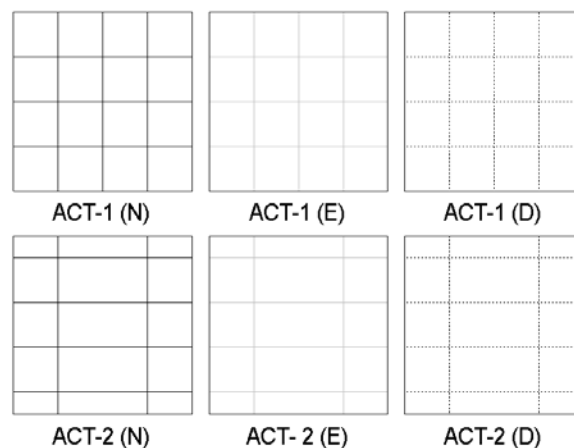 ACT-1 (N) ACT-1 (E) ACT-1 (D)
ACT-2 (N) ACT- 2 (E) ACT-2 (D)